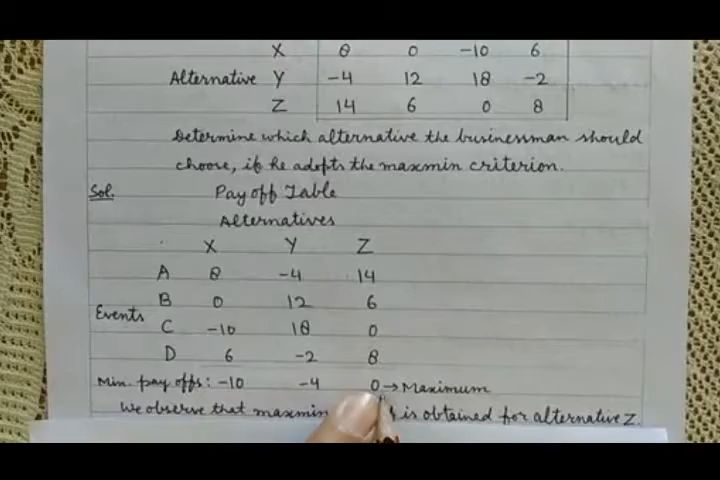 X 8 0 -10 6
Alternative Y -4 12 18 -2
Z 14 6 0 8
Determine which alternative the businessman should
choose, if he adopts the maxmin criterion.
Sol. Pay off Table
Alternatives
X Y Z
A 8 -4 14
B 0 12 6
Events
C -10 18 0
D 6 -2 8
Min. pay offs: -10 -4 0 → Maximum
We observe that maxmin is obtained for alternative Z.